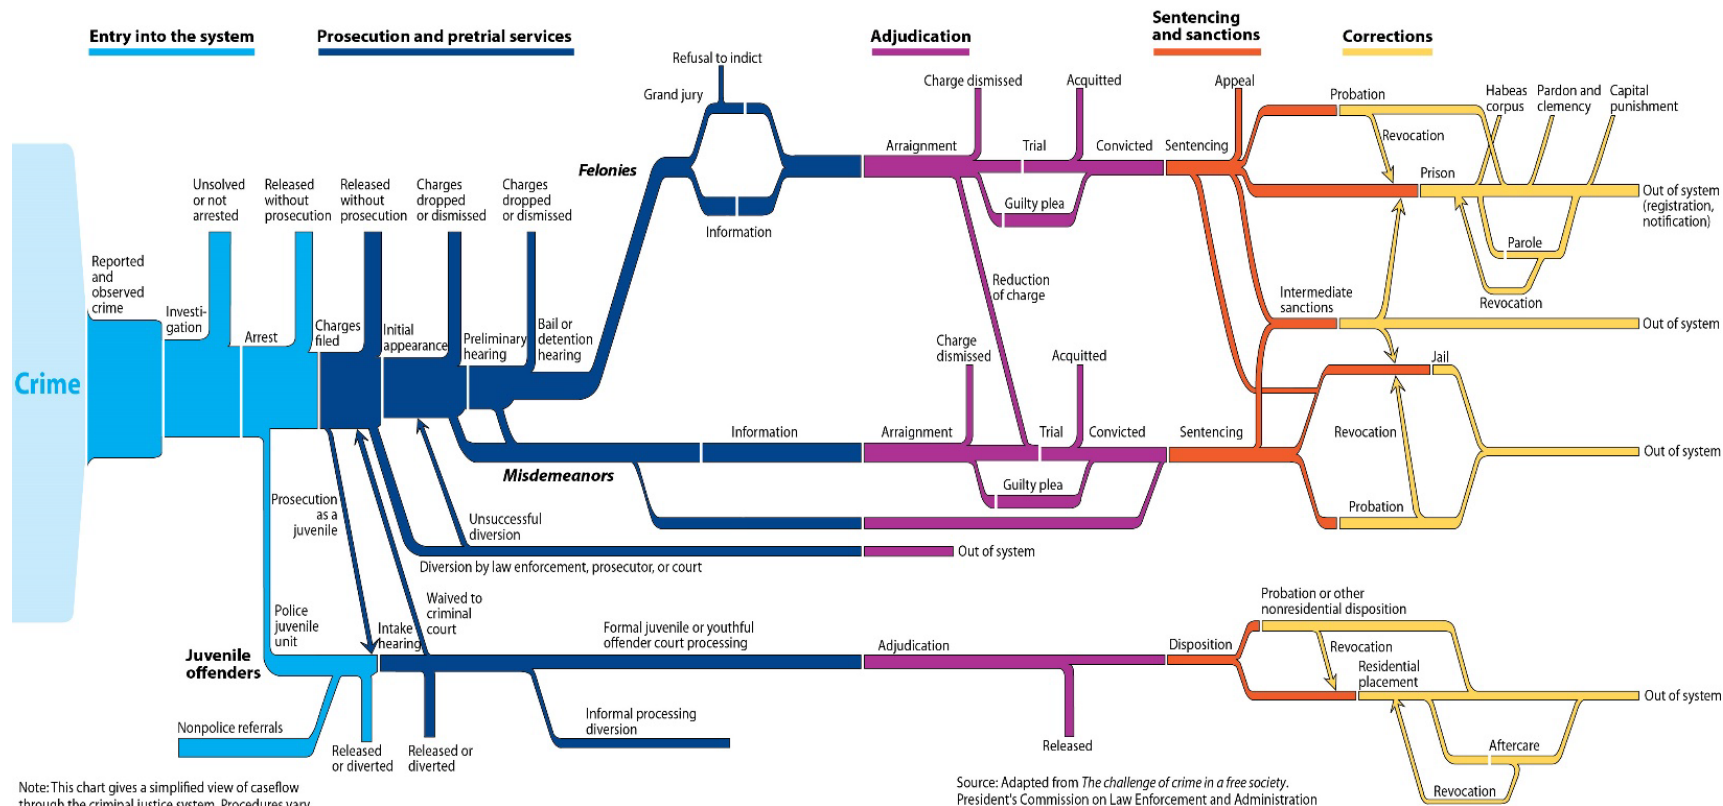 Entry into the system
Prosecution and pretrial services
Adjudication
Sentencing
and sanctions
Corrections
Crime
Reported
and
observed
crime
Investi-
gation
Unsolved
or not
arrested
Arrest
Released
without
prosecution
Charges
filed
Released
without
prosecution
Initial
appearance
Charges
dropped
or dismissed
Preliminary
hearing
Charges
dropped
or dismissed
Bail or
detention
hearing
Felonies
Grand jury
Refusal to indict
Information
Arraignment
Charge dismissed
Trial
Acquitted
Convicted
Guilty plea
Reduction
of charge
Sentencing
Appeal
Probation
Revocation
Prison
Habeas
corpus
Pardon and
clemency
Capital
punishment
Out of system
(registration,
notification)
Parole
Revocation
Intermediate
sanctions
Out of system
Misdemeanors
Information
Arraignment
Charge
dismissed
Trial
Acquitted
Convicted
Guilty plea
Sentencing
Jail
Revocation
Probation
Out of system
Unsuccessful
diversion
Diversion by law enforcement, prosecutor, or court
Out of system
Prosecution
as a
juvenile
Waived to
criminal
court
Police
juvenile
unit
Juvenile
offenders
Nonpolice referrals
Released
or diverted
Intake
hearing
Released or
diverted
Formal juvenile or youthful
offender court processing
Informal processing
diversion
Adjudication
Released
Disposition
Probation or other
nonresidential disposition
Revocation
Residential
placement
Out of system
Aftercare
Revocation
Note: This chart gives a simplified view of caseflow
through the criminal justice system. Procedures vary
Source: Adapted from The challenge of crime in a free society.
President's Commission on Law Enforcement and Administration